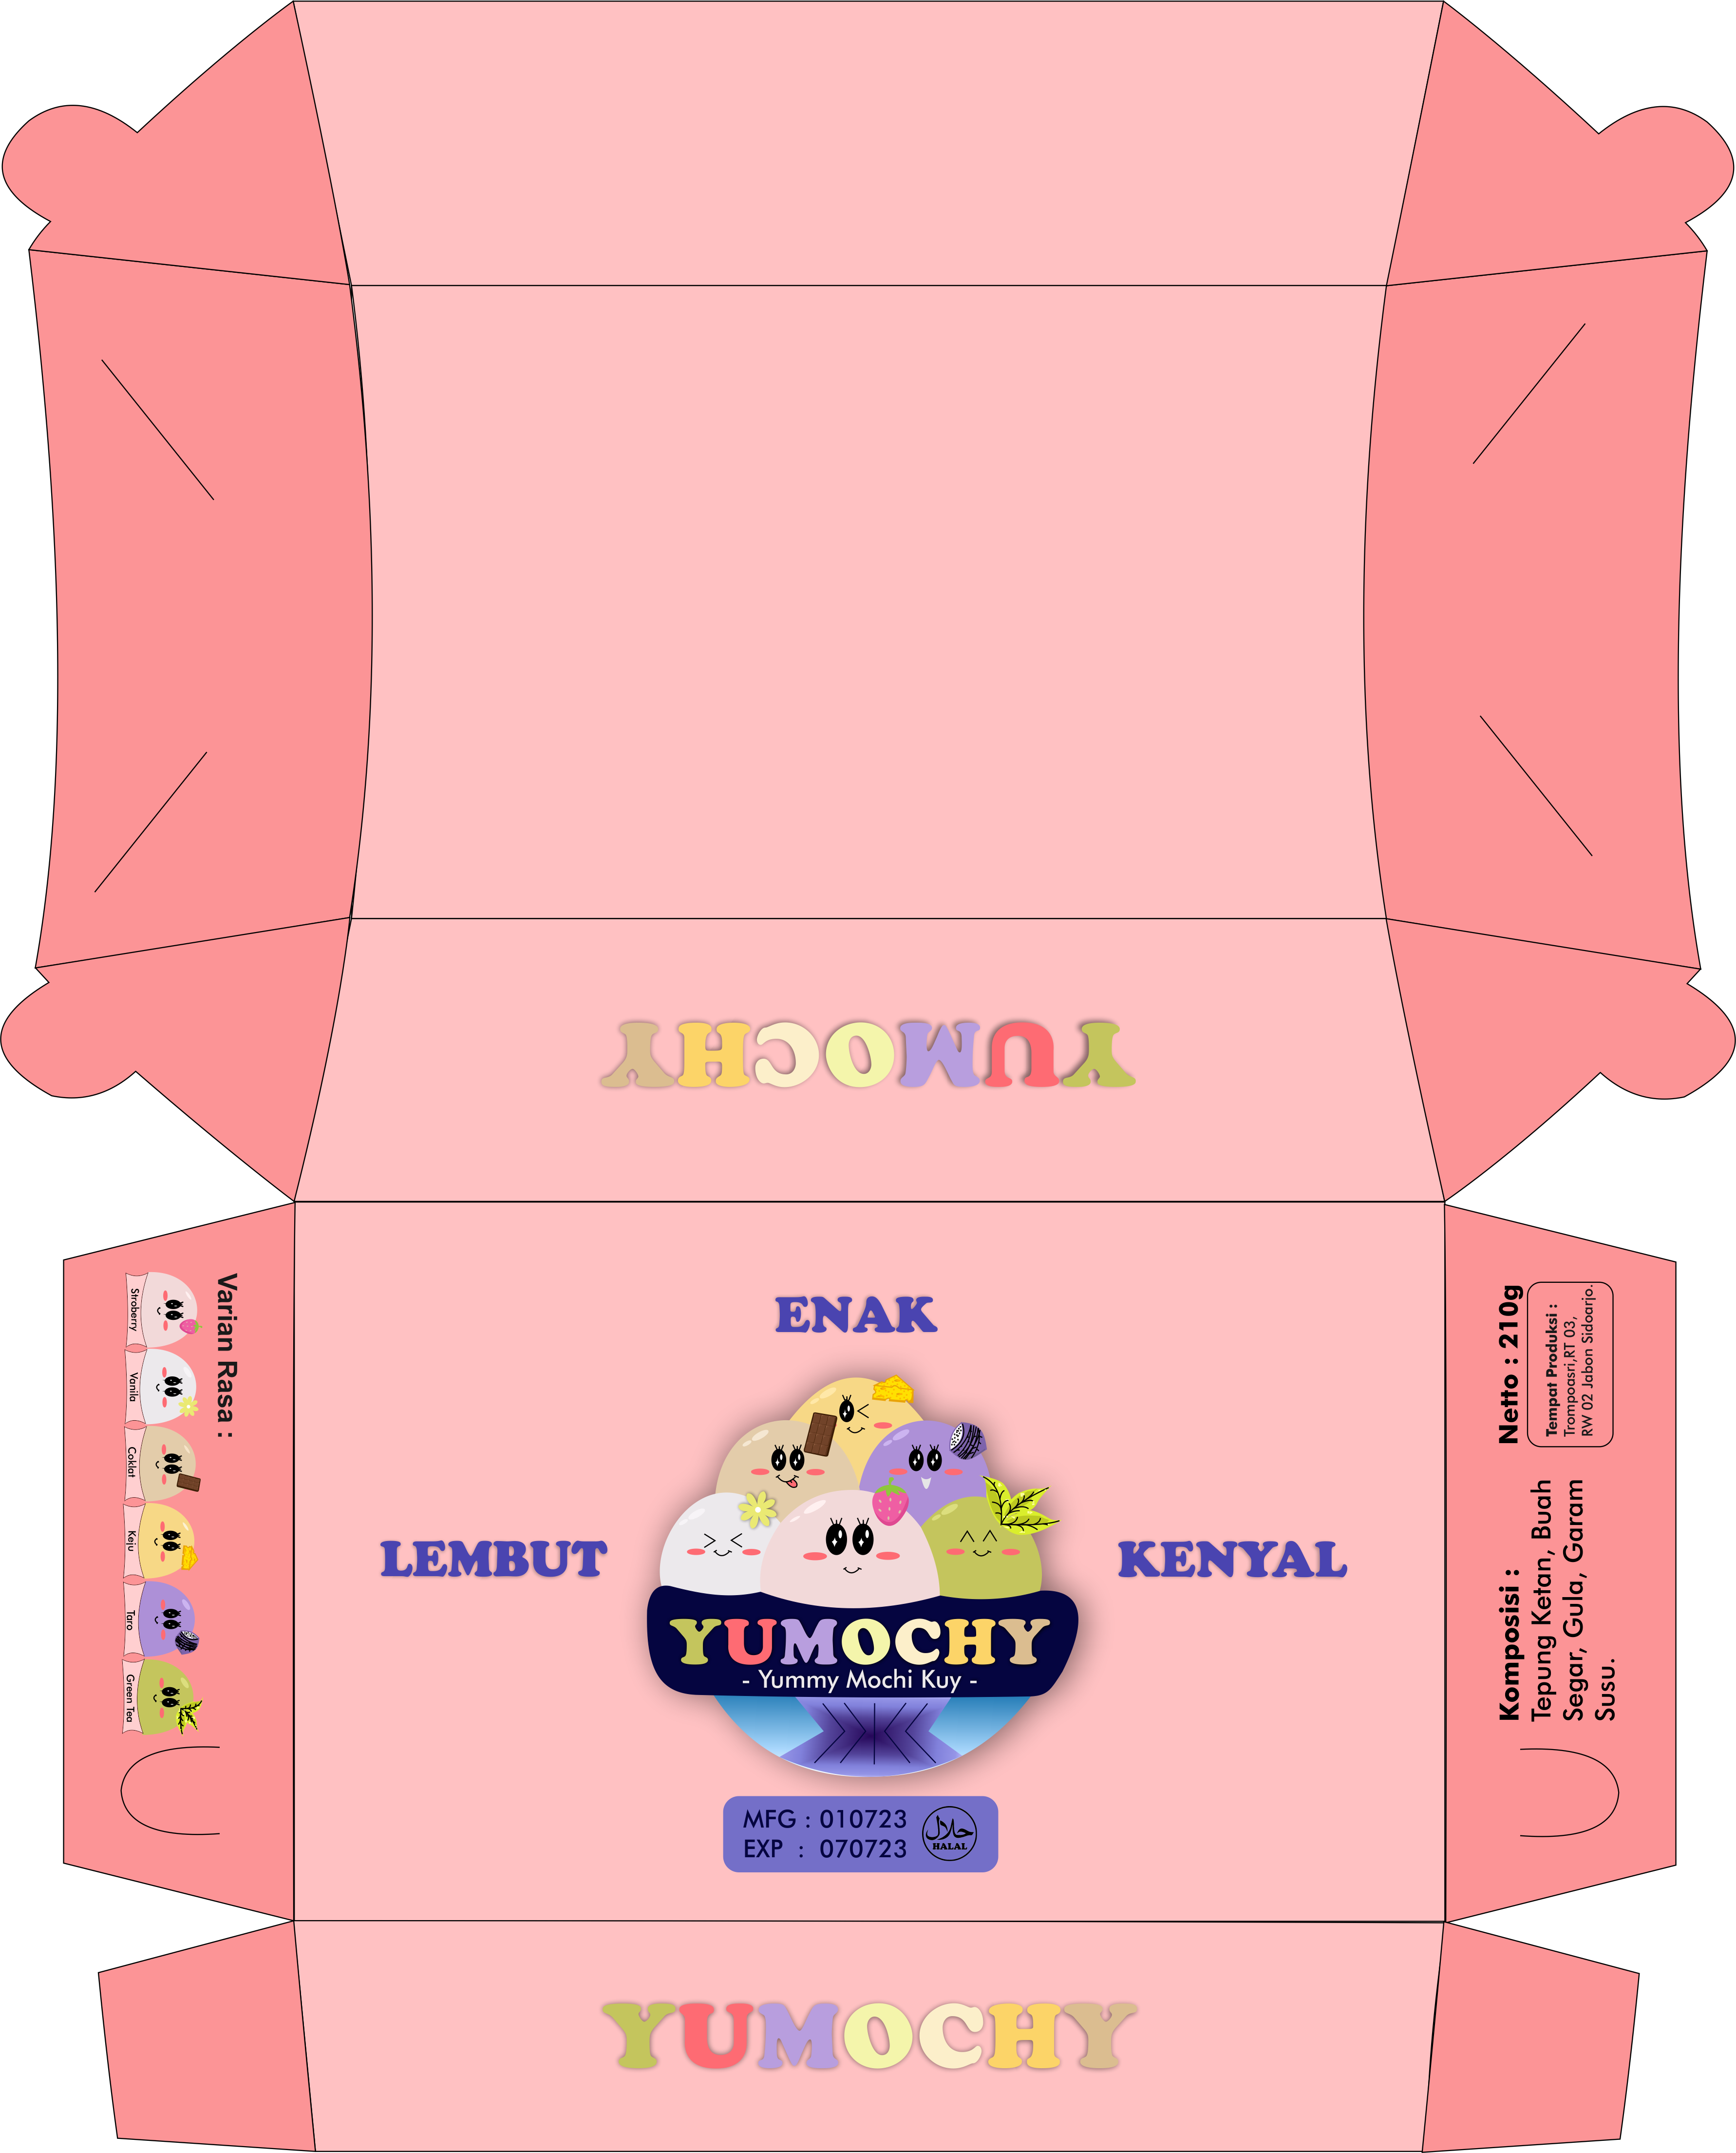 YUMOCHY
ENAK
LEMBUT
KENYAL
YUMOCHY
- Yummy Mochi Kuy -
MFG : 010723
EXP : 070723
حلال
HALAL
Varian Rasa :
Stroberry
Vanila
Coklat
Keju
Taro
Green Tea
Netto : 210g
Tempat Produksi :
Trompoasri,RT 03,
RW 02 Jabon Sidoarjo.
Komposisi :
Tepung Ketan, Buah
Segar, Gula, Garam
Susu.
YUMOCHY